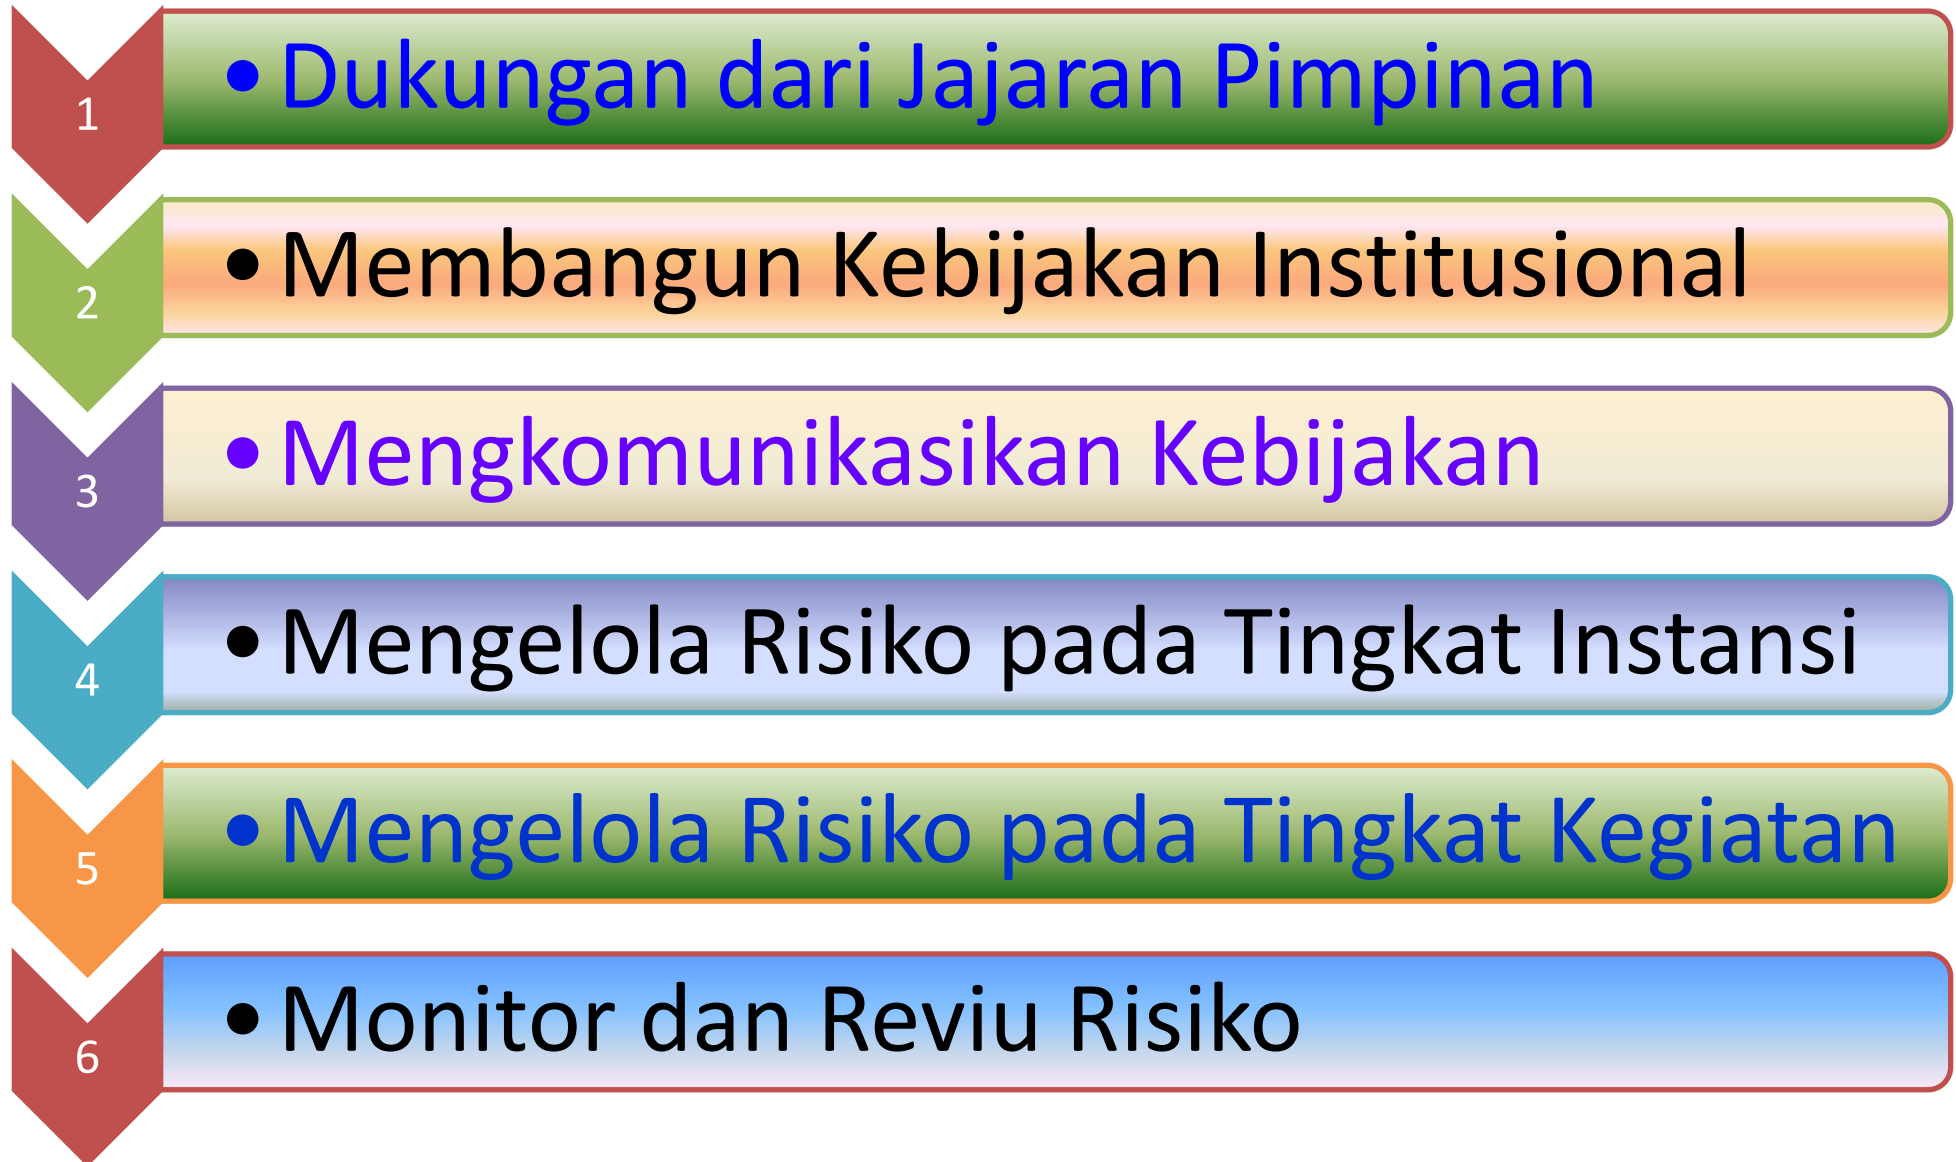 1
• Dukungan dari Jajaran Pimpinan
2
• Membangun Kebijakan Institusional
3
• Mengkomunikasikan Kebijakan
4
• Mengelola Risiko pada Tingkat Instansi
5
• Mengelola Risiko pada Tingkat Kegiatan
6
• Monitor dan Reviu Risiko